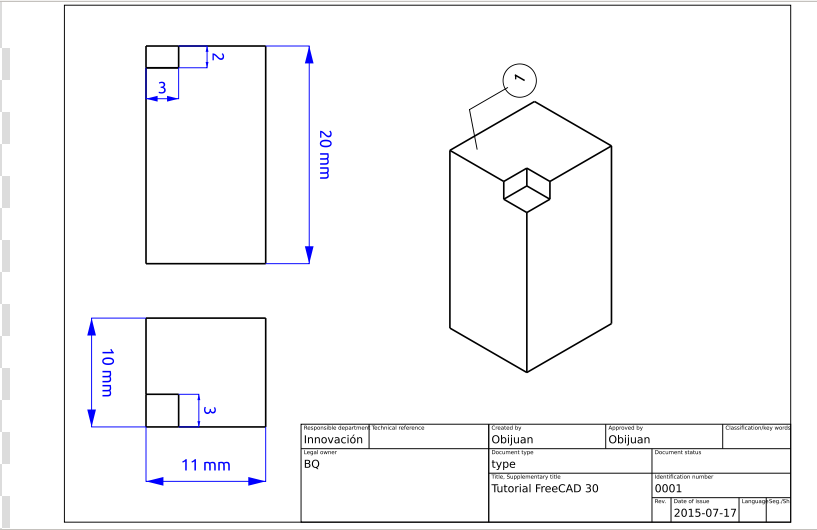 2
3
20 mm
1
10 mm
3
11 mm
Responsible department
Technical reference
Created by
Approved by
Classification/key words
Innovación
Obijuan
Obijuan
Legal owner
Document type
Document status
BQ
type
Title, Supplementary title
Identification number
Tutorial FreeCAD 30
0001
Rev.
Date of issue
Language
Seg./Sh
2015-07-17